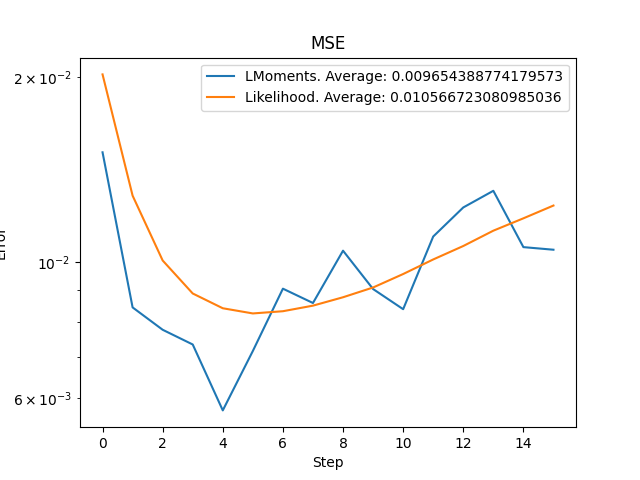 MSE
LMoments. Average: 0.009654388774179573
Likelihood. Average: 0.010566723080985036
2 × 10⁻²
10⁻²
6 × 10⁻³
Error
0 2 4 6 8 10 12 14
Step